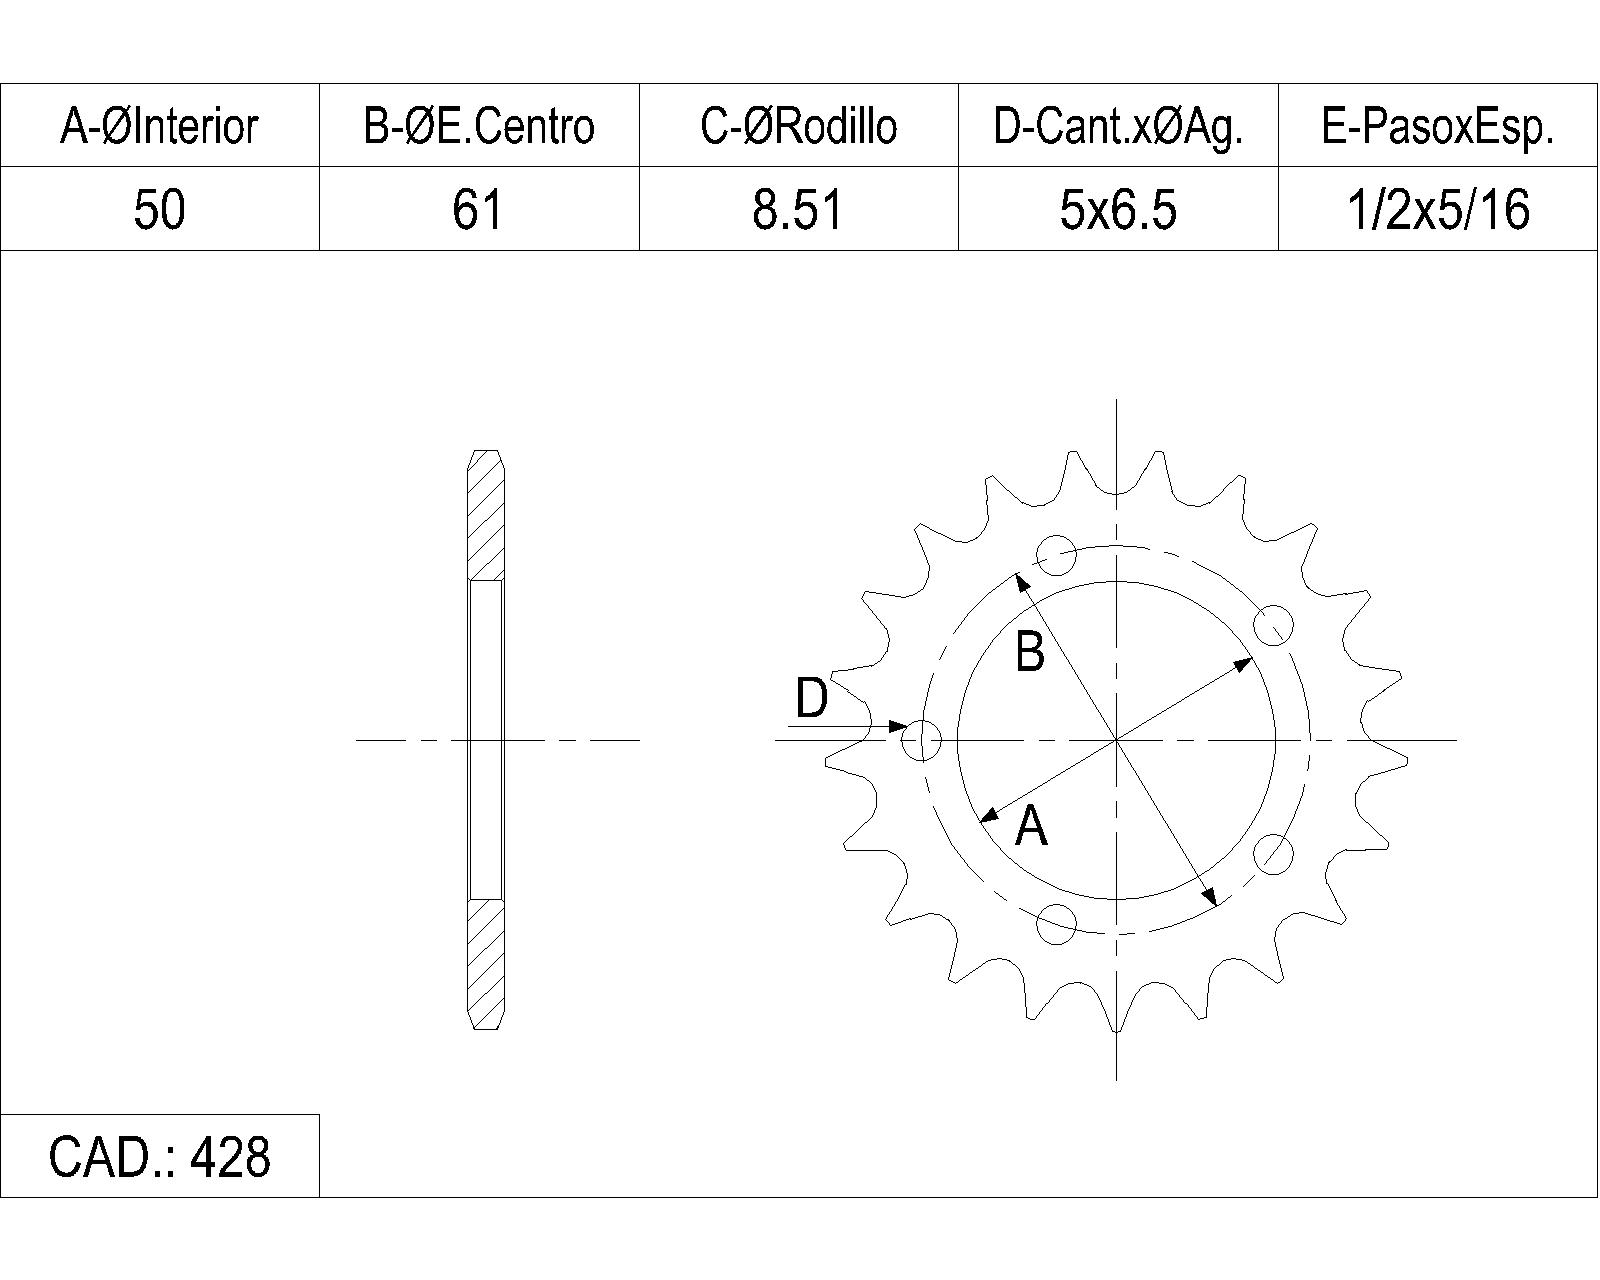 A-ØInterior B-ØE.Centro C-ØRodillo D-Cant.xØAg. E-PasoxEsp.
50 61 8.51 5x6.5 1/2x5/16
B
D
A
CAD.: 428